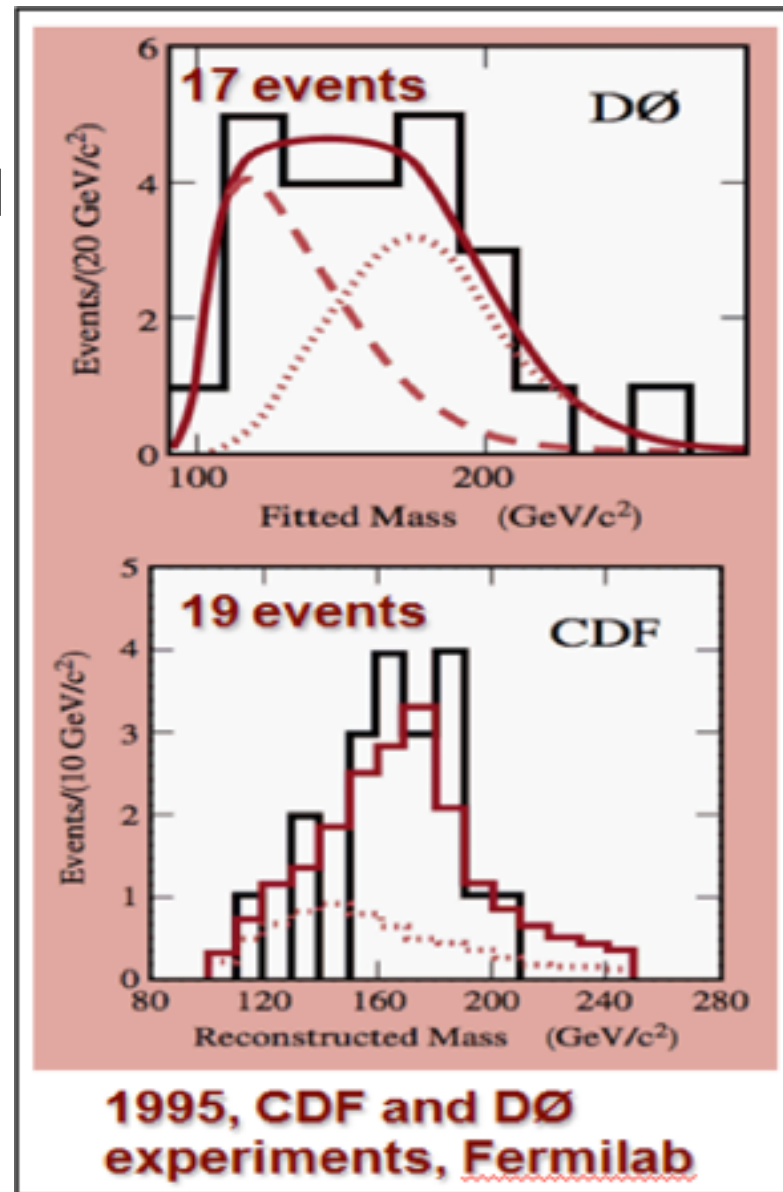 17 events
DØ
Events/(20 GeV/c²)
6
4
2
0
100 200
Fitted Mass (GeV/c²)
19 events
CDF
Events/(10 GeV/c²)
5
4
3
2
1
0
80 120 160 200 240 280
Reconstructed Mass (GeV/c²)
1995, CDF and DØ
experiments, Fermilab